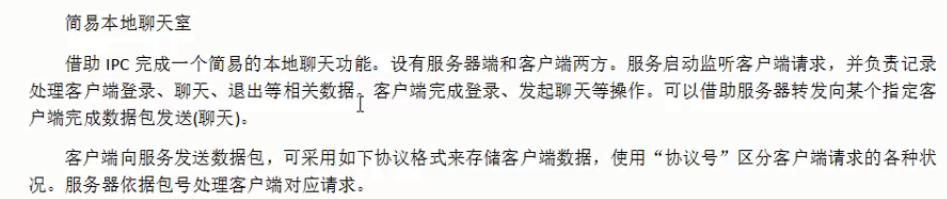 简易本地聊天室
借助 IPC 完成一个简易的本地聊天功能。设有服务器端和客户端两方。服务启动监听客户端请求，并负责记录
处理客户端登录、聊天、退出等相关数据。客户端完成登录、发起聊天等操作。可以借助服务器转发向某个指定客
户端完成数据包发送(聊天)。
客户端向服务发送数据包，可采用如下协议格式来存储客户端数据，使用“协议号”区分客户端请求的各种状
况。服务器依据包号处理客户端对应请求。